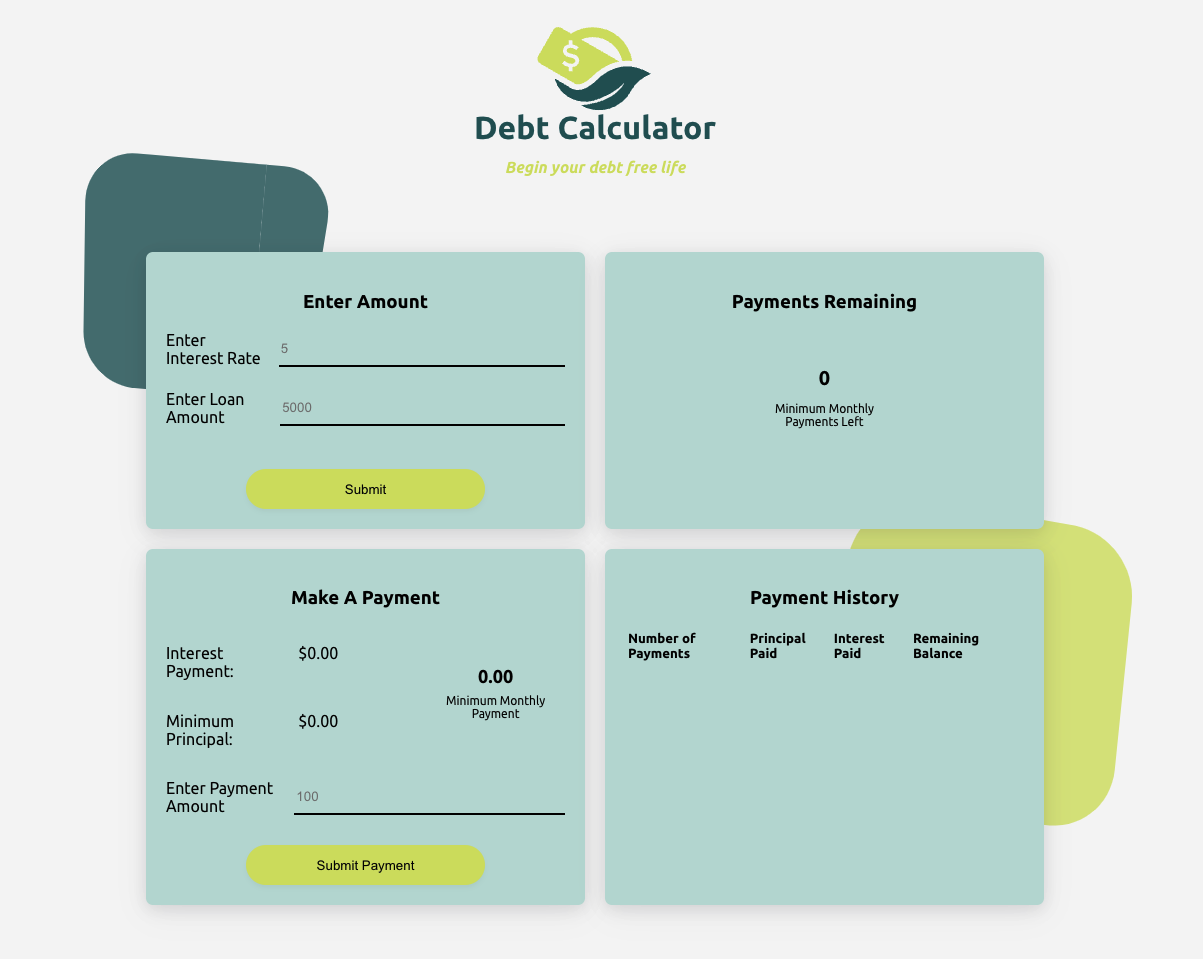 $
Debt Calculator
Begin your debt free life
Enter Amount
Enter
Interest Rate
5
Enter Loan
Amount
5000
Submit
Payments Remaining
0
Minimum Monthly
Payments Left
Make A Payment
Interest
Payment:
$0.00
Minimum
Principal:
$0.00
0.00
Minimum Monthly
Payment
Enter Payment
Amount
100
Submit Payment
Payment History
Number of
Payments
Principal
Paid
Interest
Paid
Remaining
Balance